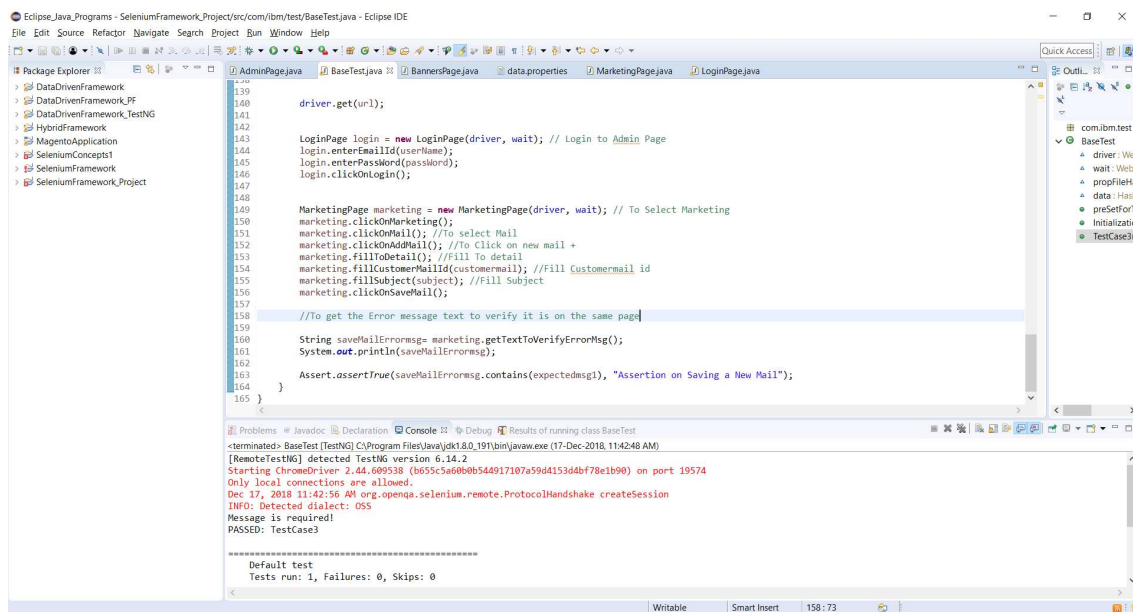 Eclipse_Java_Programs - SeleniumFramework_Project/src/com/ibm/test/BaseTest.java - Eclipse IDE
File Edit Source Refactor Navigate Search Project Run Window Help
Quick Access
Package Explorer
DataDrivenFramework
DataDrivenFramework_PF
DataDrivenFramework_TestNG
HybridFramework
MagentoApplication
SeleniumConcepts1
SeleniumFramework
SeleniumFramework_Project
AdminPage.java BaseTest.java BannersPage.java data.properties MarketingPage.java LoginPage.java
139
140 driver.get(url);
141
142
143 LoginPage login = new LoginPage(driver, wait); // Login to Admin Page
144 login.enterEmailId(userName);
145 login.enterPassWord(passWord);
146 login.clickOnLogin();
147
148
149 MarketingPage marketing = new MarketingPage(driver, wait); // To Select Marketing
150 marketing.clickOnMarketing();
151 marketing.clickOnMail(); //To select Mail
152 marketing.clickOnAddMail(); //To Click on new mail +
153 marketing.fillToDetail(); //Fill To detail
154 marketing.fillCustomerMailId(customermail); //Fill Customermail id
155 marketing.fillSubject(subject); //Fill Subject
156 marketing.clickOnSaveMail();
157
158 //To get the Error message text to verify it is on the same page
159
160 String saveMailErrormsg= marketing.getTextToVerifyErrorMsg();
161 System.out.println(saveMailErrormsg);
162
163 Assert.assertTrue(saveMailErrormsg.contains(expectedmsg1), "Assertion on Saving a New Mail");
164 }
165 }
Outli...
com.ibm.test
BaseTest
driver : We
wait : Web
propFileHa
data : Has
preSetForT
Initializatio
TestCase3(
Problems Javadoc Declaration Console Debug Results of running class BaseTest
<terminated> BaseTest [TestNG] C:\Program Files\Java\jdk1.8.0_191\bin\javaw.exe (17-Dec-2018, 11:42:48 AM)
[RemoteTestNG] detected TestNG version 6.14.2
Starting ChromeDriver 2.44.609538 (b655c5a60b0b544917107a59d4153d4bf78e1b90) on port 19574
Only local connections are allowed.
Dec 17, 2018 11:42:56 AM org.openqa.selenium.remote.ProtocolHandshake createSession
INFO: Detected dialect: OSS
Message is required!
PASSED: TestCase3
===============================================
Default test
Tests run: 1, Failures: 0, Skips: 0
Writable Smart Insert 158 : 73